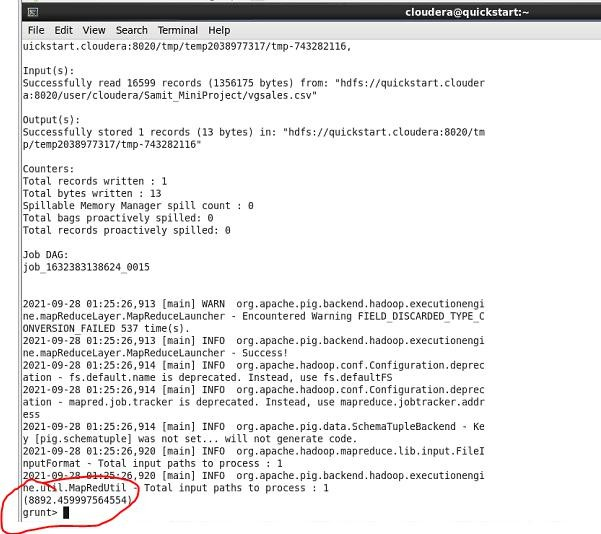 cloudera@quickstart:~
File Edit View Search Terminal Help
uickstart.cloudera:8020/tmp/temp2038977317/tmp-743282116,
Input(s):
Successfully read 16599 records (1356175 bytes) from: "hdfs://quickstart.clouder
a:8020/user/cloudera/Samit_MiniProject/vgsales.csv"
Output(s):
Successfully stored 1 records (13 bytes) in: "hdfs://quickstart.cloudera:8020/tm
p/temp2038977317/tmp-743282116"
Counters:
Total records written : 1
Total bytes written : 13
Spillable Memory Manager spill count : 0
Total bags proactively spilled: 0
Total records proactively spilled: 0
Job DAG:
job_1632383138624_0015
2021-09-28 01:25:26,913 [main] WARN  org.apache.pig.backend.hadoop.executionengi
ne.mapReduceLayer.MapReduceLauncher - Encountered Warning FIELD_DISCARDED_TYPE_C
ONVERSION_FAILED 537 time(s).
2021-09-28 01:25:26,913 [main] INFO  org.apache.pig.backend.hadoop.executionengi
ne.mapReduceLayer.MapReduceLauncher - Success!
2021-09-28 01:25:26,914 [main] INFO  org.apache.hadoop.conf.Configuration.deprec
ation - fs.default.name is deprecated. Instead, use fs.defaultFS
2021-09-28 01:25:26,914 [main] INFO  org.apache.hadoop.conf.Configuration.deprec
ation - mapred.job.tracker is deprecated. Instead, use mapreduce.jobtracker.addr
ess
2021-09-28 01:25:26,914 [main] INFO  org.apache.pig.data.SchemaTupleBackend - Ke
y [pig.schematuple] was not set... will not generate code.
2021-09-28 01:25:26,920 [main] INFO  org.apache.hadoop.mapreduce.lib.input.FileI
nputFormat - Total input paths to process : 1
2021-09-28 01:25:26,920 [main] INFO  org.apache.pig.backend.hadoop.executionengi
ne.util.MapRedUtil - Total input paths to process : 1
(8892.459997564554)
grunt>